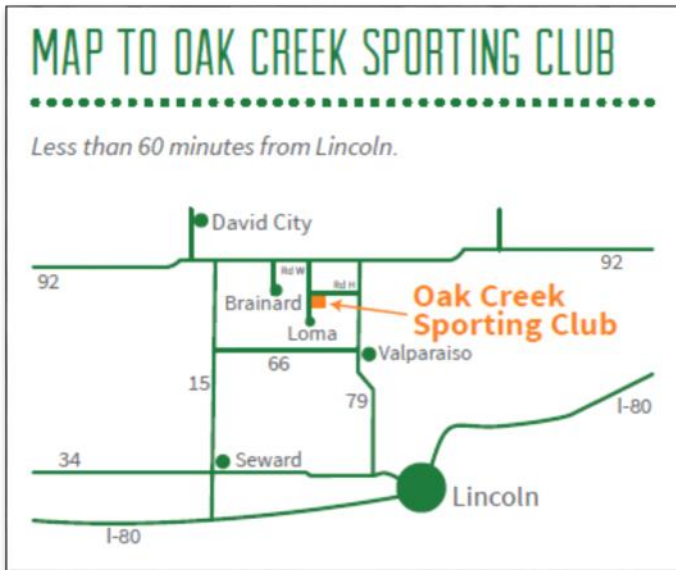 MAP TO OAK CREEK SPORTING CLUB
Less than 60 minutes from Lincoln.
David City
92
92
Rd W
Rd H
Brainard
Oak Creek
Sporting Club
Loma
66
Valparaiso
15
79
I-80
34
Seward
Lincoln
I-80